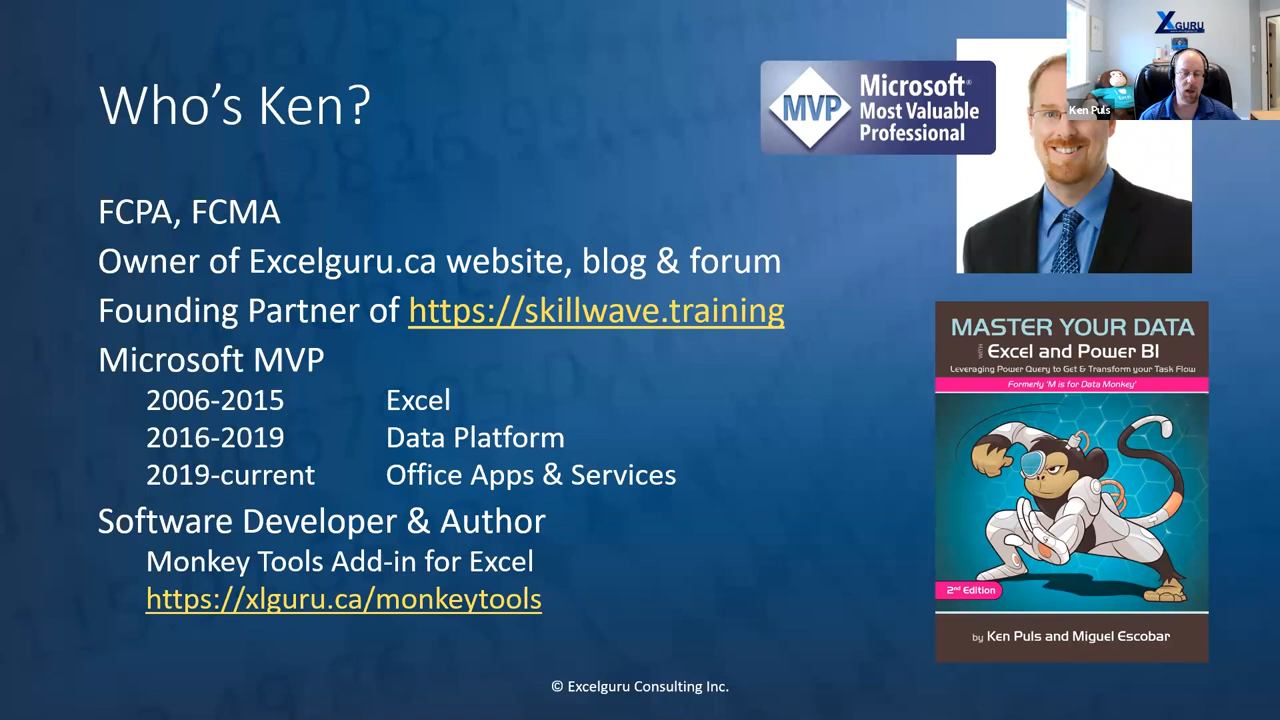 Who's Ken?
FCPA, FCMA
Owner of Excelguru.ca website, blog & forum
Founding Partner of https://skillwave.training
Microsoft MVP
2006-2015 Excel
2016-2019 Data Platform
2019-current Office Apps & Services
Software Developer & Author
Monkey Tools Add-in for Excel
https://xlguru.ca/monkeytools
MVP
Microsoft®
Most Valuable
Professional
XGURU
Ken Puls
MASTER YOUR DATA
WITH Excel and Power BI
Leveraging Power Query to Get & Transform your Task Flow
Formerly 'M is for Data Monkey'
2nd Edition
by Ken Puls and Miguel Escobar
© Excelguru Consulting Inc.